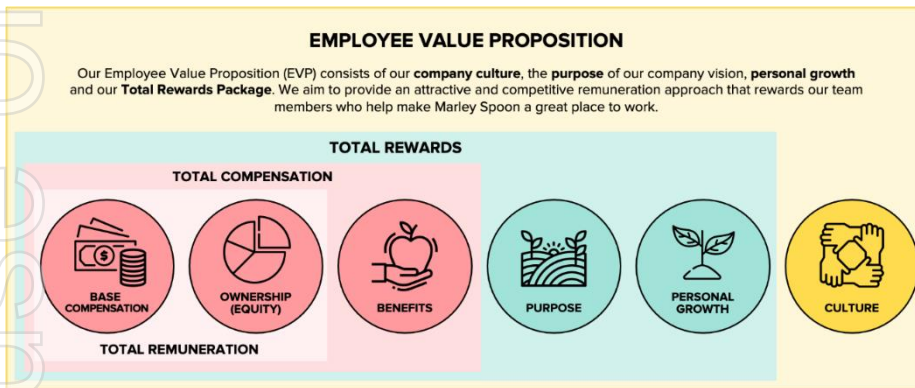 EMPLOYEE VALUE PROPOSITION
Our Employee Value Proposition (EVP) consists of our company culture, the purpose of our company vision, personal growth
and our Total Rewards Package. We aim to provide an attractive and competitive remuneration approach that rewards our team
members who help make Marley Spoon a great place to work.
TOTAL REWARDS
TOTAL COMPENSATION
BASE
COMPENSATION
OWNERSHIP
(EQUITY)
BENEFITS
PURPOSE
PERSONAL
GROWTH
CULTURE
TOTAL REMUNERATION